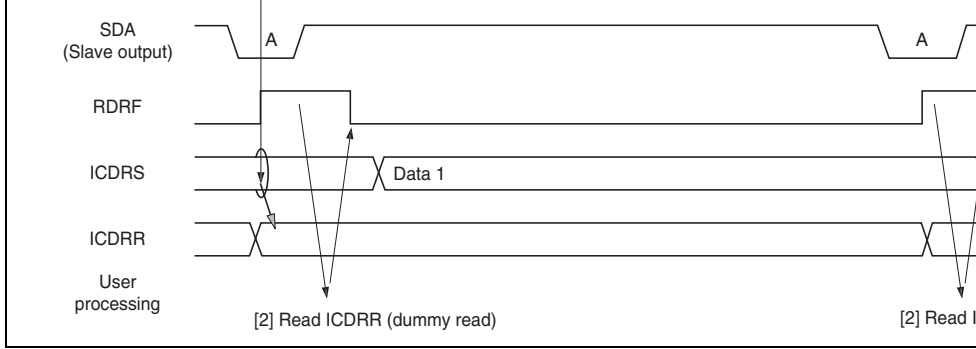 SDA
(Slave output)
A
A
RDRF
ICDRS
Data 1
ICDRR
User
processing
[2] Read ICDRR (dummy read)
[2] Read I